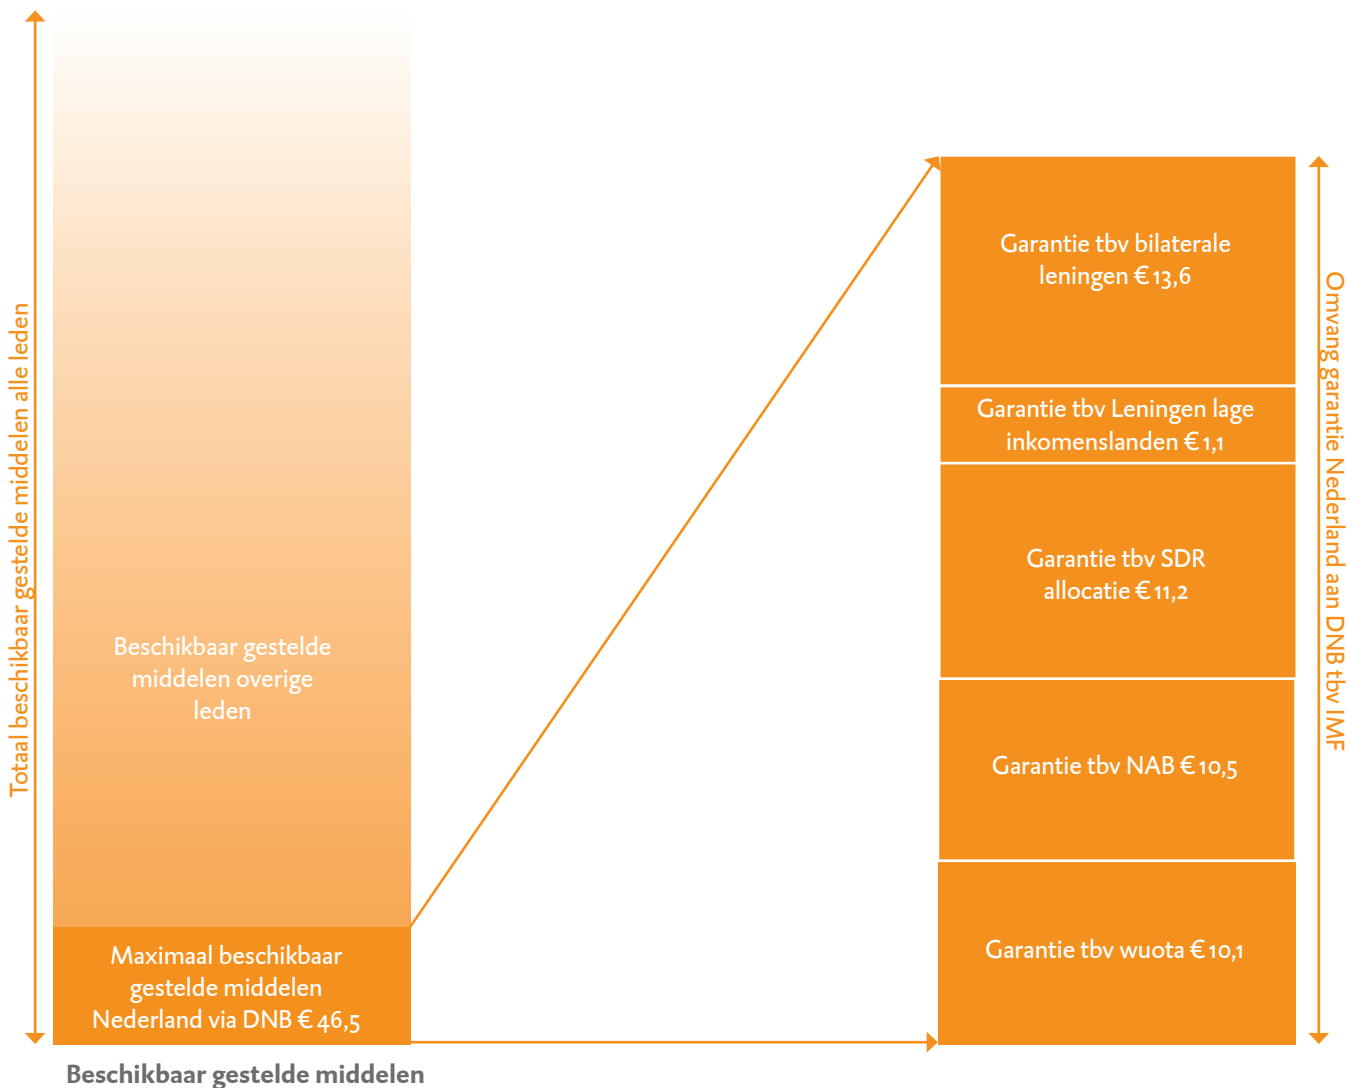 Totaal beschikbaar gestelde middelen alle leden
Beschikbaar gestelde
middelen overige
leden
Maximaal beschikbaar
gestelde middelen
Nederland via DNB € 46,5
Beschikbaar gestelde middelen
Garantie tbv bilaterale
leningen € 13,6
Garantie tbv Leningen lage
inkomenslanden € 1,1
Garantie tbv SDR
allocatie € 11,2
Garantie tbv NAB € 10,5
Garantie tbv wuota € 10,1
Omvang garantie Nederland aan DNB tbv IMF